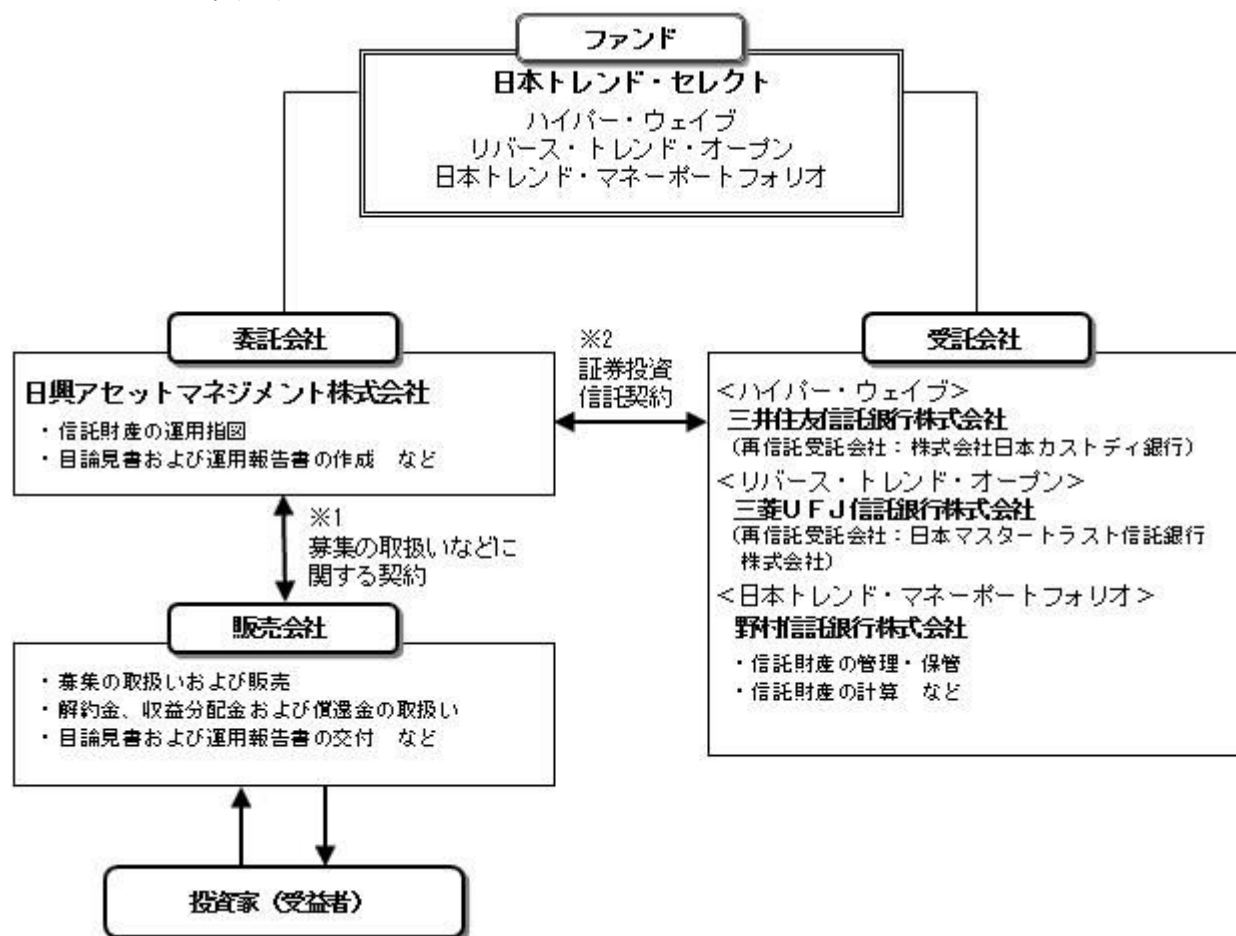 ファンド
日本トレンド・セレクト
ハイパー・ウェイブ
リバース・トレンド・オープン
日本トレンド・マネーポートフォリオ
委託会社
日興アセットマネジメント株式会社
・信託財産の運用指図
・目論見書および運用報告書の作成 など
※2
証券投資
信託契約
受託会社
<ハイパー・ウェイブ>
三井住友信託銀行株式会社
(再信託受託会社:株式会社日本カストディ銀行)
<リバース・トレンド・オープン>
三菱UFJ信託銀行株式会社
(再信託受託会社:日本マスタートラスト信託銀行
株式会社)
<日本トレンド・マネーポートフォリオ>
野村信託銀行株式会社
・信託財産の管理・保管
・信託財産の計算 など
※1
募集の取扱いなどに
関する契約
販売会社
・募集の取扱いおよび販売
・解約金、収益分配金および償還金の取扱い
・目論見書および運用報告書の交付 など
投資家(受益者)